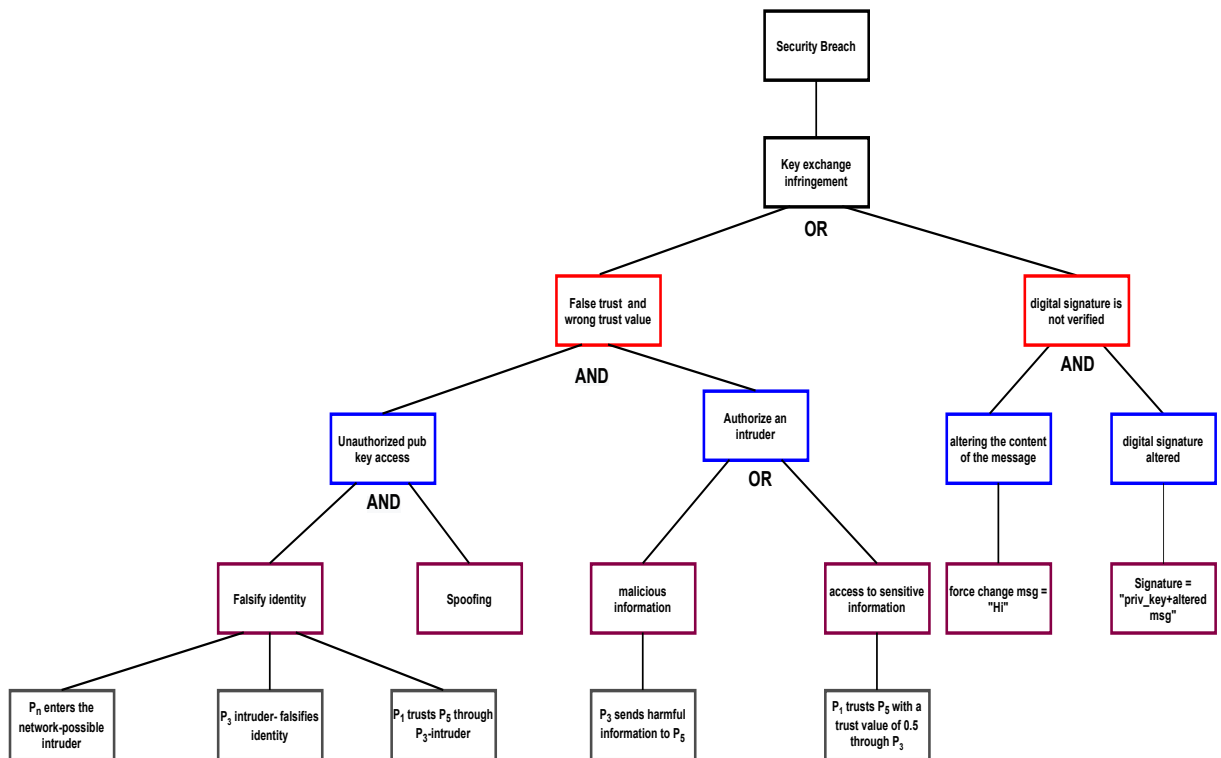 Security Breach
Key exchange
infringement
OR
False trust and
wrong trust value
digital signature is
not verified
AND
AND
Unauthorized pub
key access
Authorize an
intruder
altering the content
of the message
digital signature
altered
AND
OR
Falsify identity
Spoofing
malicious
information
access to sensitive
information
force change msg =
"Hi"
Signature =
"priv_key+altered
msg"
Pn enters the
network-possible
intruder
P3 intruder- falsifies
identity
P1 trusts P5 through
P3-intruder
P3 sends harmful
information to P5
P1 trusts P5 with a
trust value of 0.5
through P3